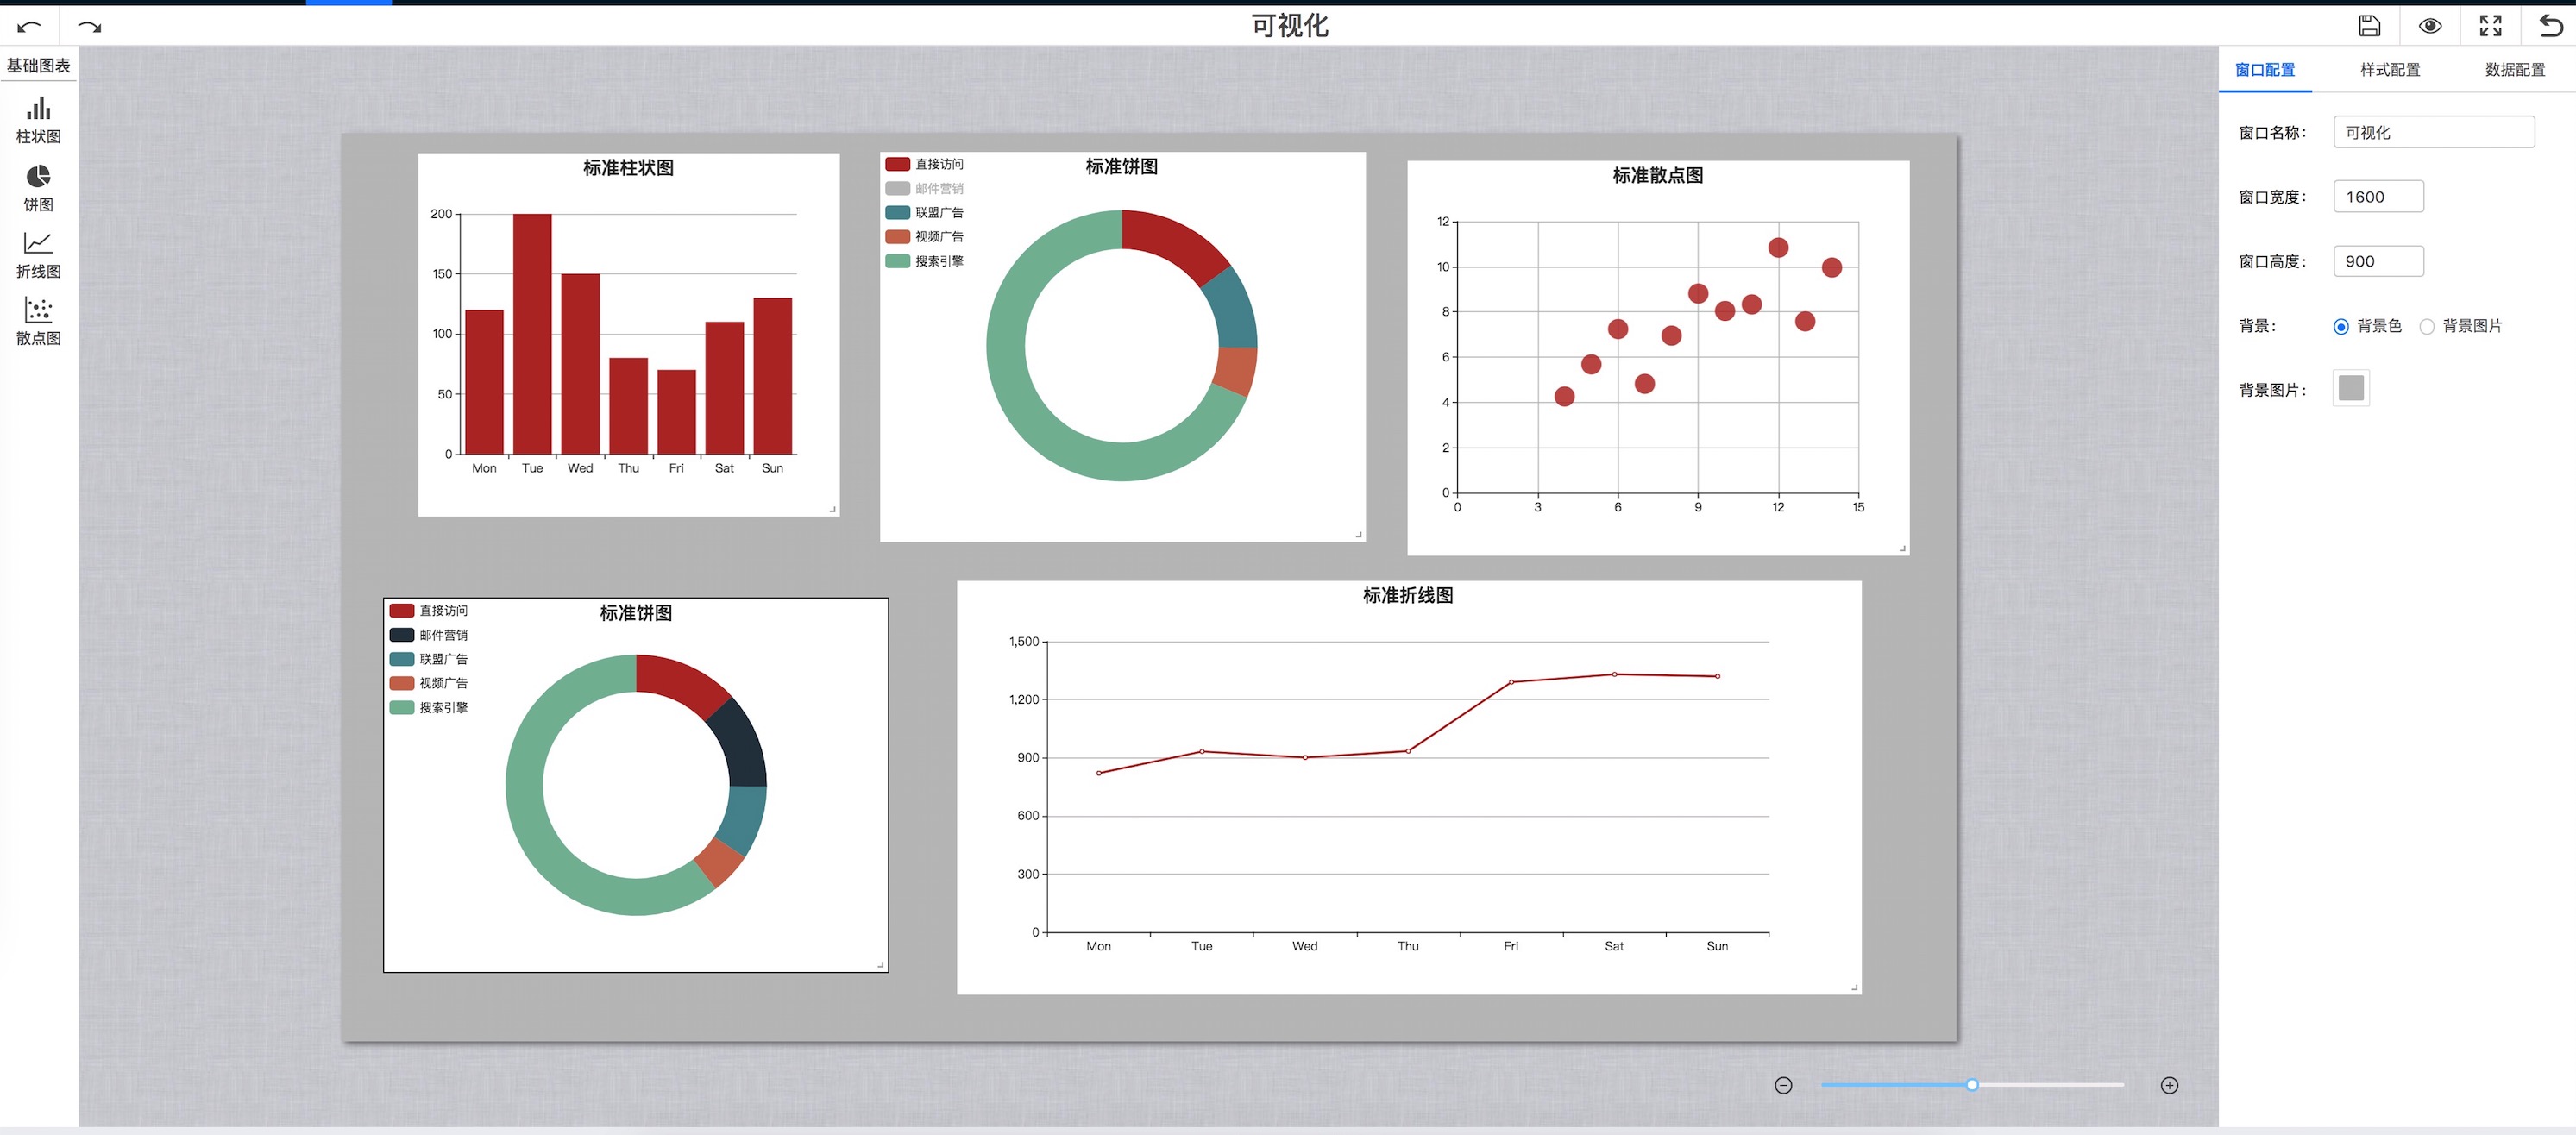 可视化
基础图表
柱状图
饼图
折线图
散点图
标准柱状图
200
150
100
50
0
Mon Tue Wed Thu Fri Sat Sun
标准饼图
直接访问
邮件营销
联盟广告
视频广告
搜索引擎
标准散点图
12
10
8
6
4
2
0
0 3 6 9 12 15
标准饼图
直接访问
邮件营销
联盟广告
视频广告
搜索引擎
标准折线图
1,500
1,200
900
600
300
0
Mon Tue Wed Thu Fri Sat Sun
窗口配置 样式配置 数据配置
窗口名称： 可视化
窗口宽度： 1600
窗口高度： 900
背景： 背景色 背景图片
背景图片：